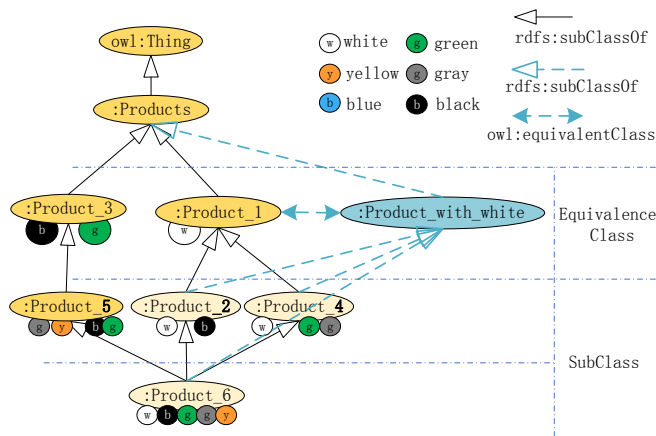 owl:Thing
w white
g green
rdfs:subClassOf
y yellow
g gray
rdfs:subClassOf
b blue
b black
:Products
owl:equivalentClass
:Product_3
:Product_1
:Product_with_white
Equivalence
Class
b g
w
:Product_5
:Product_2
:Product_4
g y b g
w b
w g g
SubClass
:Product_6
w b g g y